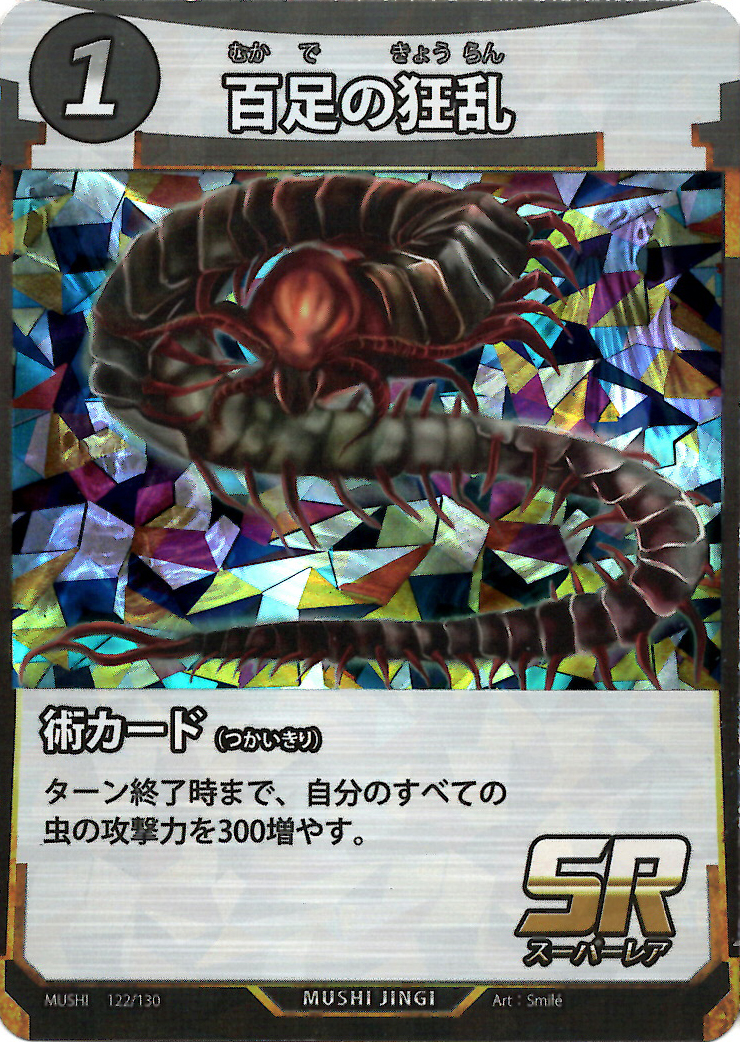 1
むかで きょうらん
百足の狂乱
術カード (つかいきり)
ターン終了時まで、自分のすべての
虫の攻撃力を300増やす。
SR
スーパーレア
MUSHI 122/130 MUSHI JINGI Art : Smilé